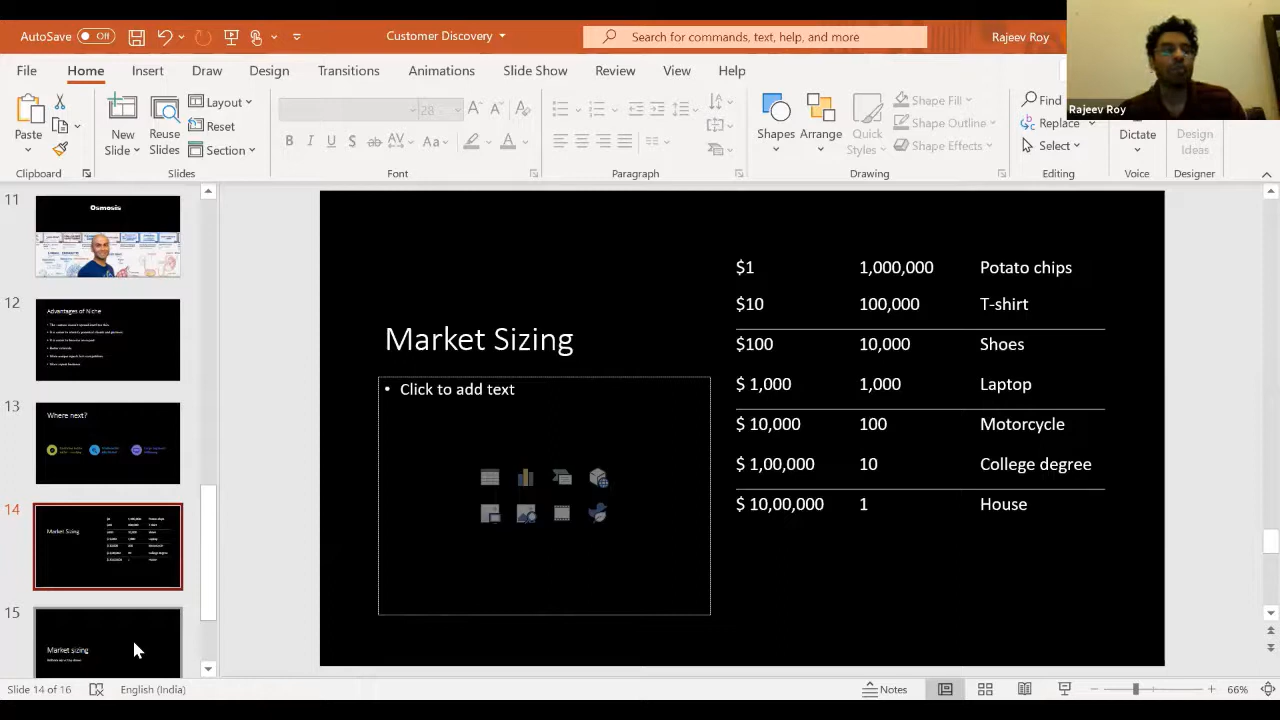 AutoSave Off
Customer Discovery
Search for commands, text, help, and more
Rajeev Roy
File Home Insert Draw Design Transitions Animations Slide Show Review View Help
Paste
Clipboard
New Slide
Reuse Slides
Layout
Reset
Section
Slides
28
B I U S ab AV Aa A
Font
Paragraph
Shapes
Arrange
Quick Styles
Shape Fill
Shape Outline
Shape Effects
Drawing
Find
Replace
Select
Editing
Dictate
Voice
Design Ideas
Designer
Rajeev Roy
11
Osmosis
12
Advantages of Niche
13
Where next?
14
Market Sizing
15
Market sizing
Market Sizing
• Click to add text
$1 1,000,000 Potato chips
$10 100,000 T-shirt
$100 10,000 Shoes
$ 1,000 1,000 Laptop
$ 10,000 100 Motorcycle
$ 1,00,000 10 College degree
$ 10,00,000 1 House
Slide 14 of 16 English (India) Notes 66%